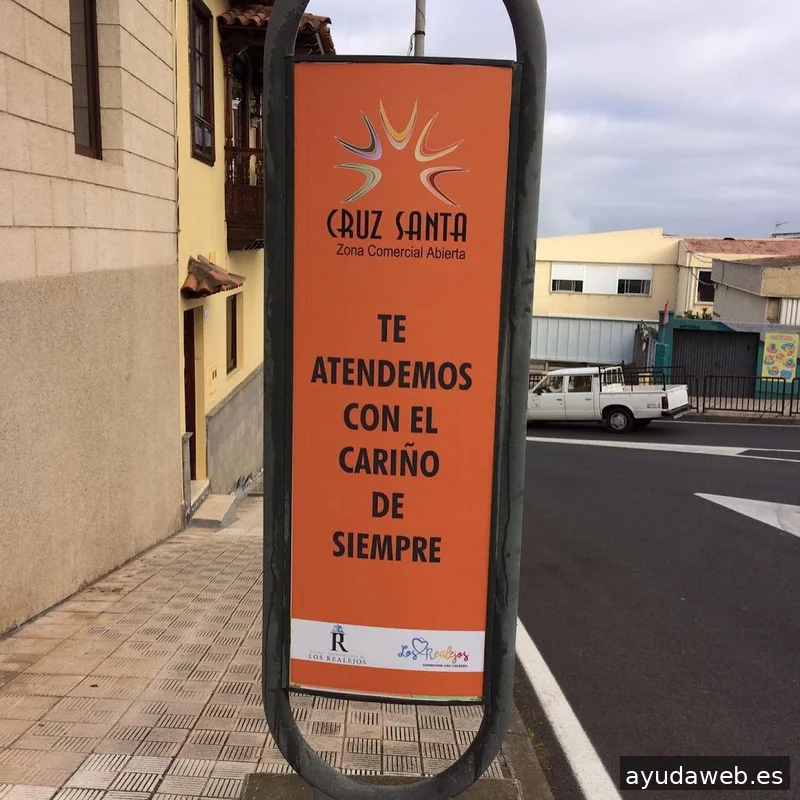 CRUZ SANTA
Zona Comercial Abierta
TE
ATENDEMOS
CON EL
CARIÑO
DE
SIEMPRE
R
LOS REALEJOS
Los Realejos
ayudaweb.es